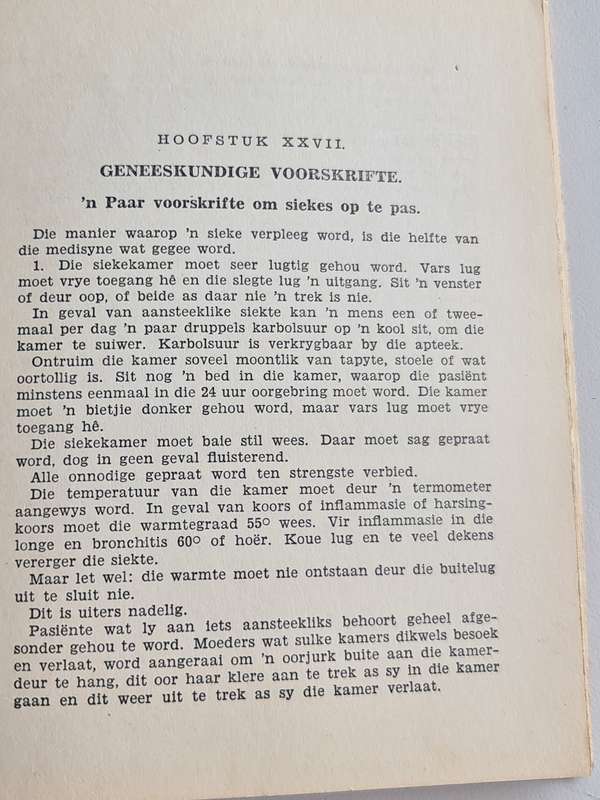 HOOFSTUK XXVII.
GENEESKUNDIGE VOORSKRIFTE.
'n Paar voorskrifte om siekes op te pas.
Die manier waarop 'n sieke verpleeg word, is die helfte van
die medisyne wat gegee word.
1. Die siekekamer moet seer lugtig gehou word. Vars lug
moet vrye toegang hê en die slegte lug 'n uitgang. Sit 'n venster
of deur oop, of beide as daar nie 'n trek is nie.
In geval van aansteeklike siekte kan 'n mens een of twee-
maal per dag 'n paar druppels karbolsuur op 'n kool sit, om die
kamer te suiwer. Karbolsuur is verkrygbaar by die apteek.
Ontruim die kamer soveel moontlik van tapyte, stoele of wat
oortollig is. Sit nog 'n bed in die kamer, waarop die pasiënt
minstens eenmaal in die 24 uur oorgebring moet word. Die kamer
moet 'n bietjie donker gehou word, maar vars lug moet vrye
toegang hê.
Die siekekamer moet baie stil wees. Daar moet sag gepraat
word, dog in geen geval fluisterend.
Alle onnodige gepraat word ten strengste verbied.
Die temperatuur van die kamer moet deur 'n termometer
aangewys word. In geval van koors of inflammasie of harsing-
koors moet die warmtegraad 55° wees. Vir inflammasie in die
longe en bronchitis 60° of hoër. Koue lug en te veel dekens
vererger die siekte.
Maar let wel: die warmte moet nie ontstaan deur die buitelug
uit te sluit nie.
Dit is uiters nadelig.
Pasiënte wat ly aan iets aansteekliks behoort geheel afge-
sonder gehou te word. Moeders wat sulke kamers dikwels besoek
en verlaat, word aangeraai om 'n oorjurk buite aan die kamer-
deur te hang, dit oor haar klere aan te trek as sy in die kamer
gaan en dit weer uit te trek as sy die kamer verlaat.